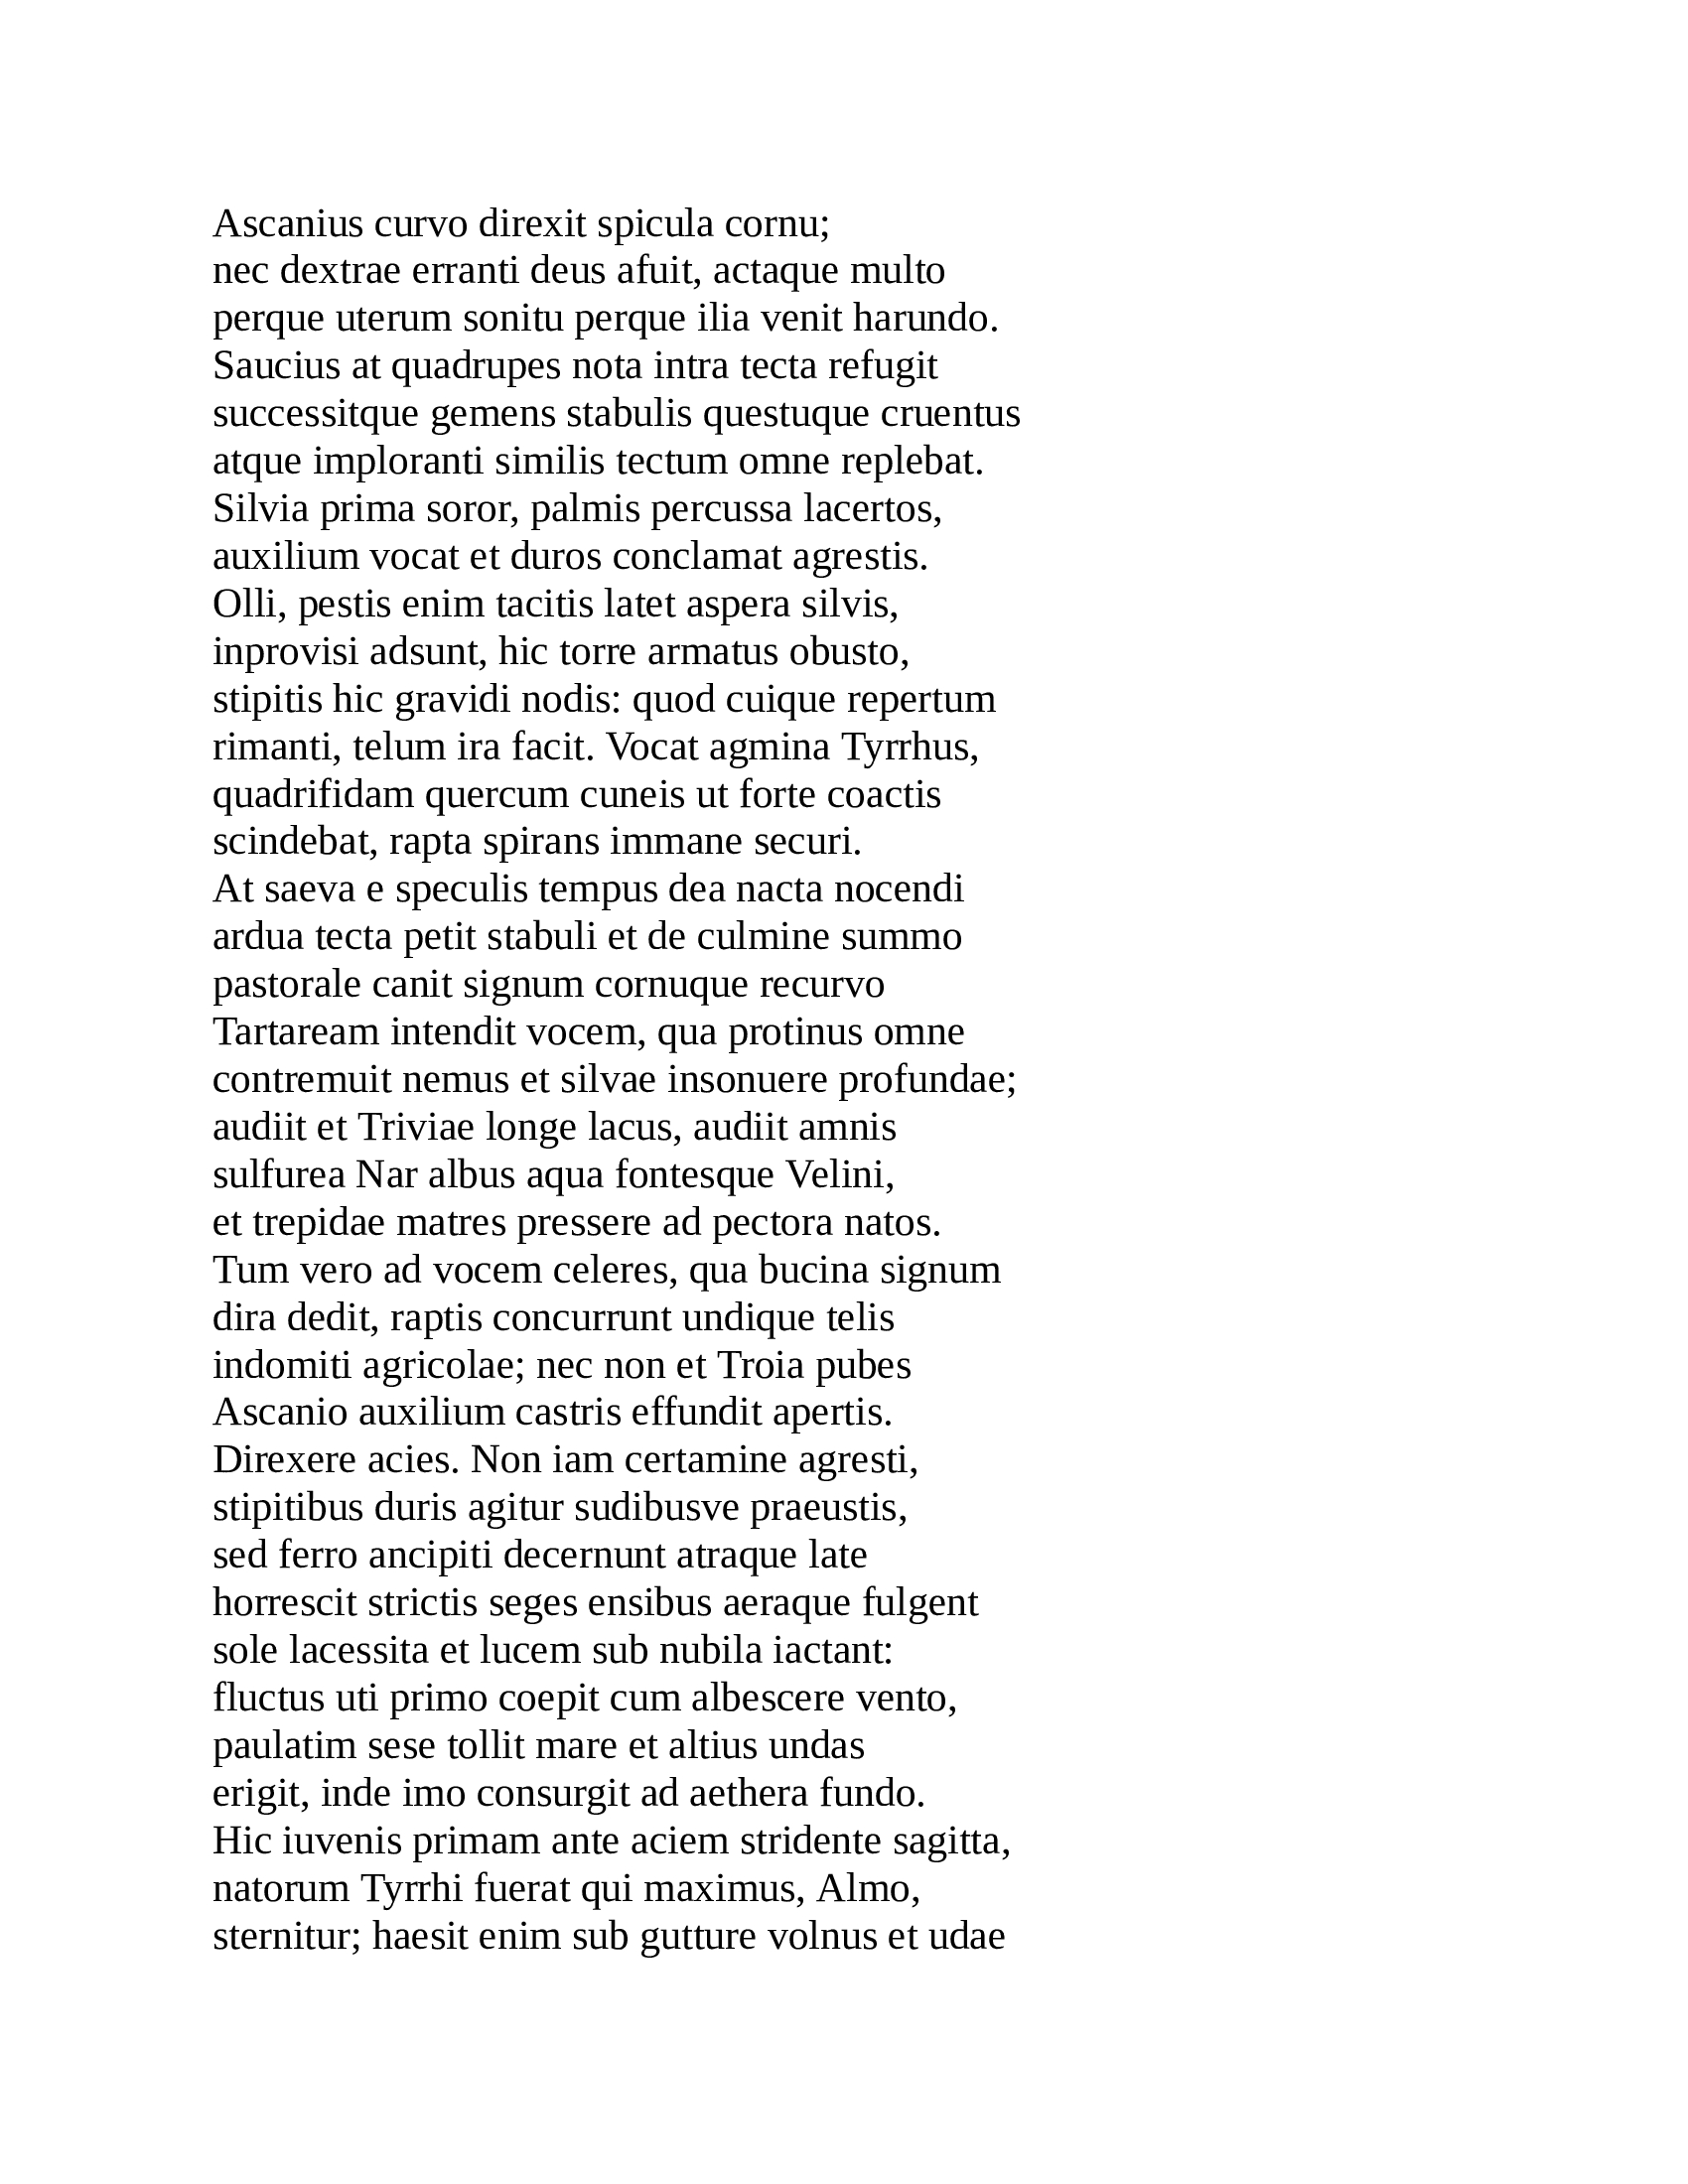 Ascanius curvo direxit spicula cornu;
nec dextrae erranti deus afuit, actaque multo
perque uterum sonitu perque ilia venit harundo.
Saucius at quadrupes nota intra tecta refugit
successitque gemens stabulis questuque cruentus
atque imploranti similis tectum omne replebat.
Silvia prima soror, palmis percussa lacertos,
auxilium vocat et duros conclamat agrestis.
Olli, pestis enim tacitis latet aspera silvis,
inprovisi adsunt, hic torre armatus obusto,
stipitis hic gravidi nodis: quod cuique repertum
rimanti, telum ira facit. Vocat agmina Tyrrhus,
quadrifidam quercum cuneis ut forte coactis
scindebat, rapta spirans immane securi.
At saeva e speculis tempus dea nacta nocendi
ardua tecta petit stabuli et de culmine summo
pastorale canit signum cornuque recurvo
Tartaream intendit vocem, qua protinus omne
contremuit nemus et silvae insonuere profundae;
audiit et Triviae longe lacus, audiit amnis
sulfurea Nar albus aqua fontesque Velini,
et trepidae matres pressere ad pectora natos.
Tum vero ad vocem celeres, qua bucina signum
dira dedit, raptis concurrunt undique telis
indomiti agricolae; nec non et Troia pubes
Ascanio auxilium castris effundit apertis.
Direxere acies. Non iam certamine agresti,
stipitibus duris agitur sudibusve praeustis,
sed ferro ancipiti decernunt atraque late
horrescit strictis seges ensibus aeraque fulgent
sole lacessita et lucem sub nubila iactant:
fluctus uti primo coepit cum albescere vento,
paulatim sese tollit mare et altius undas
erigit, inde imo consurgit ad aethera fundo.
Hic iuvenis primam ante aciem stridente sagitta,
natorum Tyrrhi fuerat qui maximus, Almo,
sternitur; haesit enim sub gutture volnus et udae